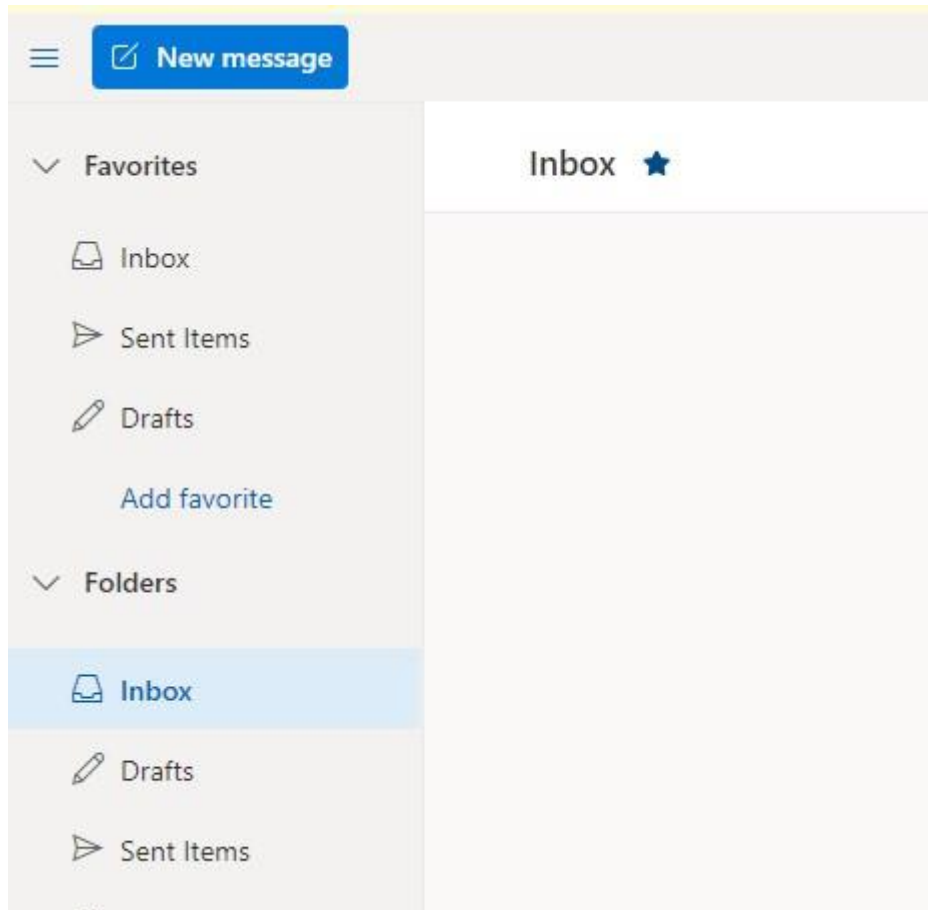 New message
Favorites
Inbox
Sent Items
Drafts
Add favorite
Folders
Inbox
Drafts
Sent Items
Inbox